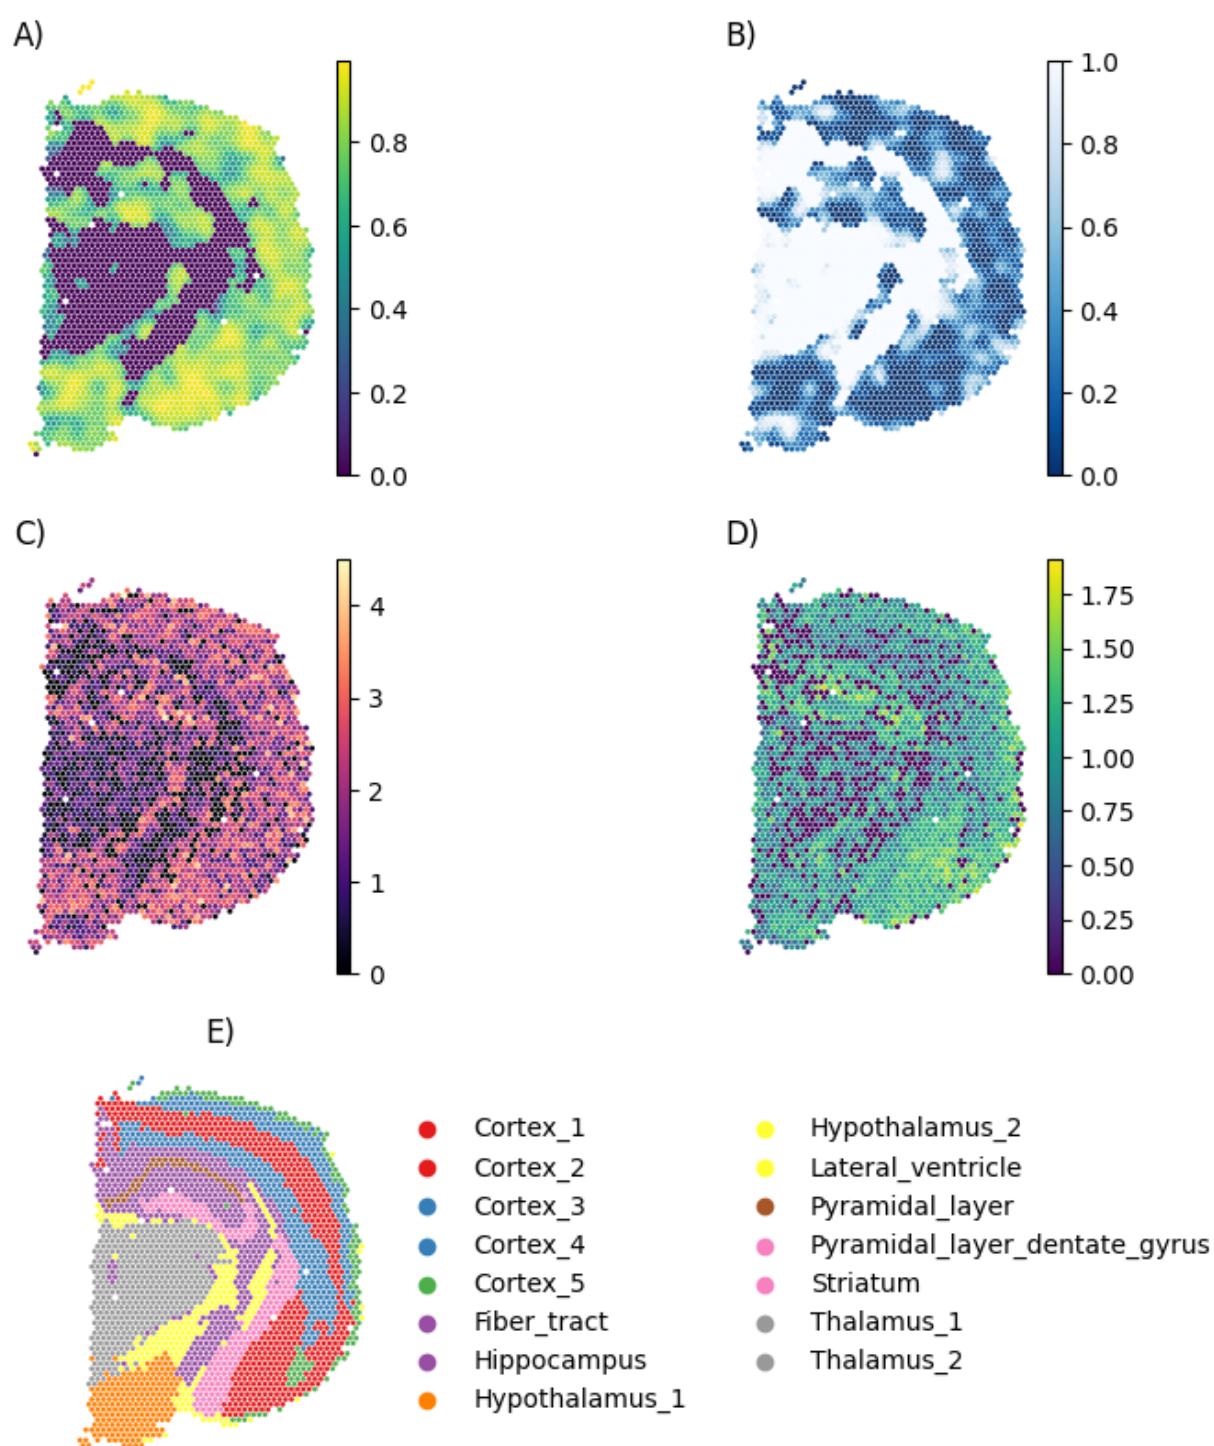 A)
B)
0.8
0.6
0.4
0.2
0.0
1.0
0.8
0.6
0.4
0.2
0.0
C)
D)
4
3
2
1
0
1.75
1.50
1.25
1.00
0.75
0.50
0.25
0.00
E)
Cortex_1
Cortex_2
Cortex_3
Cortex_4
Cortex_5
Fiber_tract
Hippocampus
Hypothalamus_1
Hypothalamus_2
Lateral_ventricle
Pyramidal_layer
Pyramidal_layer_dentate_gyrus
Striatum
Thalamus_1
Thalamus_2